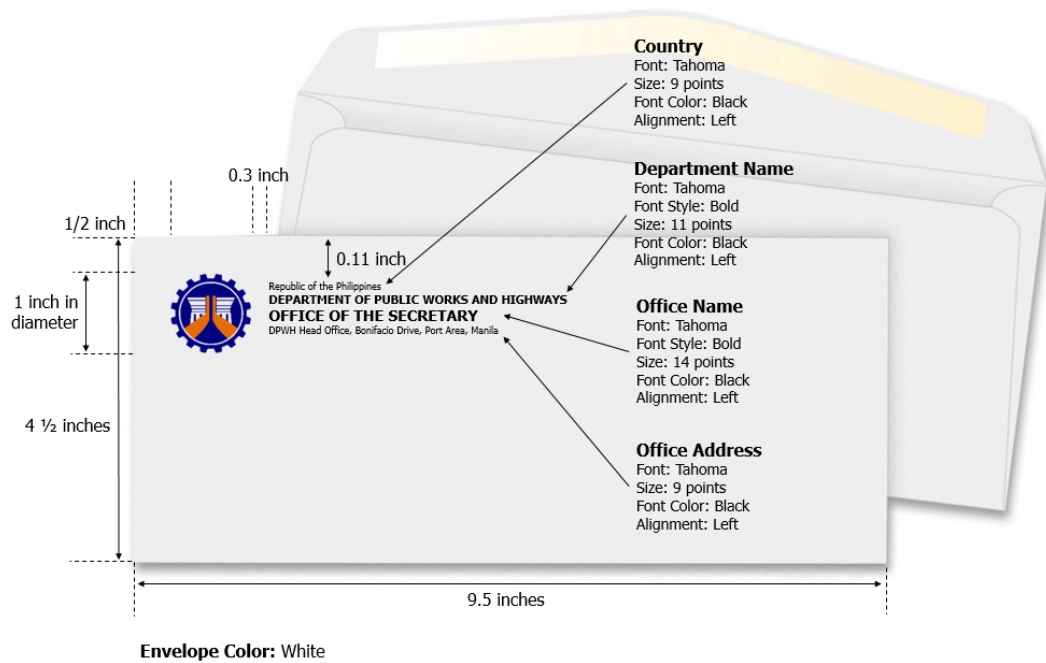 Country
Font: Tahoma
Size: 9 points
Font Color: Black
Alignment: Left
0.3 inch
Department Name
Font: Tahoma
Font Style: Bold
Size: 11 points
Font Color: Black
Alignment: Left
1/2 inch
0.11 inch
1 inch in
diameter
Republic of the Philippines
DEPARTMENT OF PUBLIC WORKS AND HIGHWAYS
OFFICE OF THE SECRETARY
DPWH Head Office, Bonifacio Drive, Port Area, Manila
Office Name
Font: Tahoma
Font Style: Bold
Size: 14 points
Font Color: Black
Alignment: Left
4 ½ inches
Office Address
Font: Tahoma
Size: 9 points
Font Color: Black
Alignment: Left
9.5 inches
Envelope Color: White